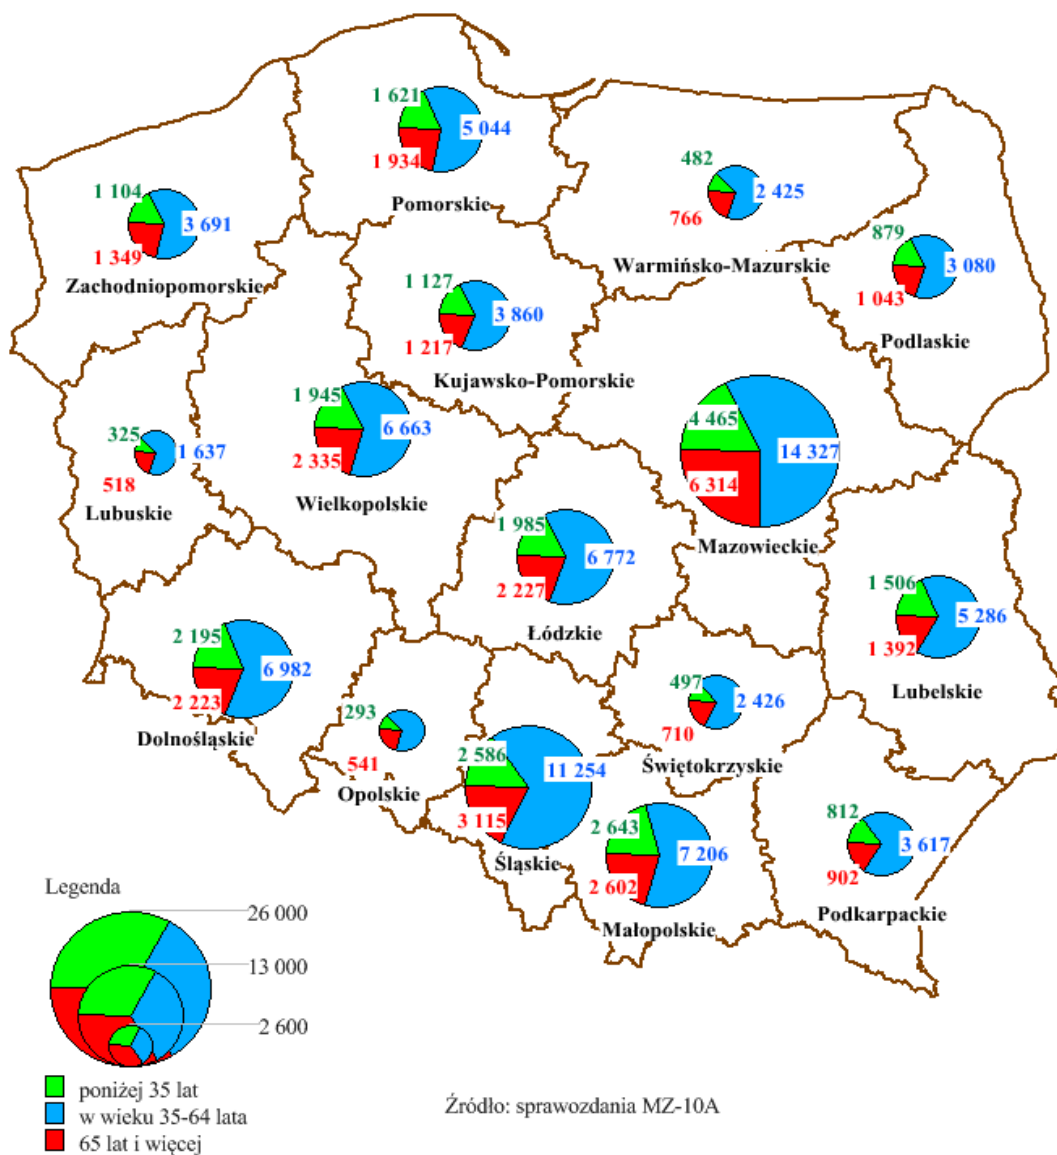 1 621
5 044
1 934
Pomorskie
482
2 425
766
Warmińsko-Mazurskie
1 104
3 691
1 349
Zachodniopomorskie
879
3 080
1 043
Podlaskie
1 127
3 860
1 217
Kujawsko-Pomorskie
1 945
6 663
2 335
Wielkopolskie
4 465
14 327
6 314
Mazowieckie
325
1 637
518
Lubuskie
1 985
6 772
2 227
Łódzkie
1 506
5 286
1 392
Lubelskie
2 195
6 982
2 223
Dolnośląskie
293
541
Opolskie
497
2 426
710
Świętokrzyskie
2 586
11 254
3 115
Śląskie
2 643
7 206
2 602
Małopolskie
812
3 617
902
Podkarpackie
Legenda
26 000
13 000
2 600
poniżej 35 lat
w wieku 35-64 lata
65 lat i więcej
Źródło: sprawozdania MZ-10A